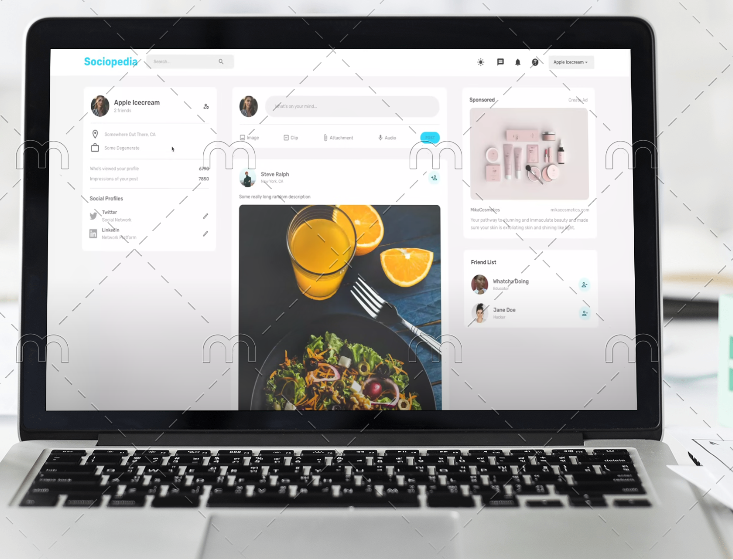 Sociopedia
Search...
Apple Icecream
Apple Icecream
2 friends
Somewhere Out There, CA
Some Degenerate
Who's viewed your profile
Impressions of your post
Social Profiles
Twitter
Social Network
Linkedin
Network Platform
What's on your mind...
Image
Clip
Attachment
Audio
Steve Ralph
New York, CA
Some really long random description
Sponsored
Create Ad
MikaCosmetics
mikacosmetics.com
Your pathway to stunning and immaculate beauty and made
sure your skin is exfoliating skin and shining like light.
Friend List
WhatchaDoing
Jane Doe